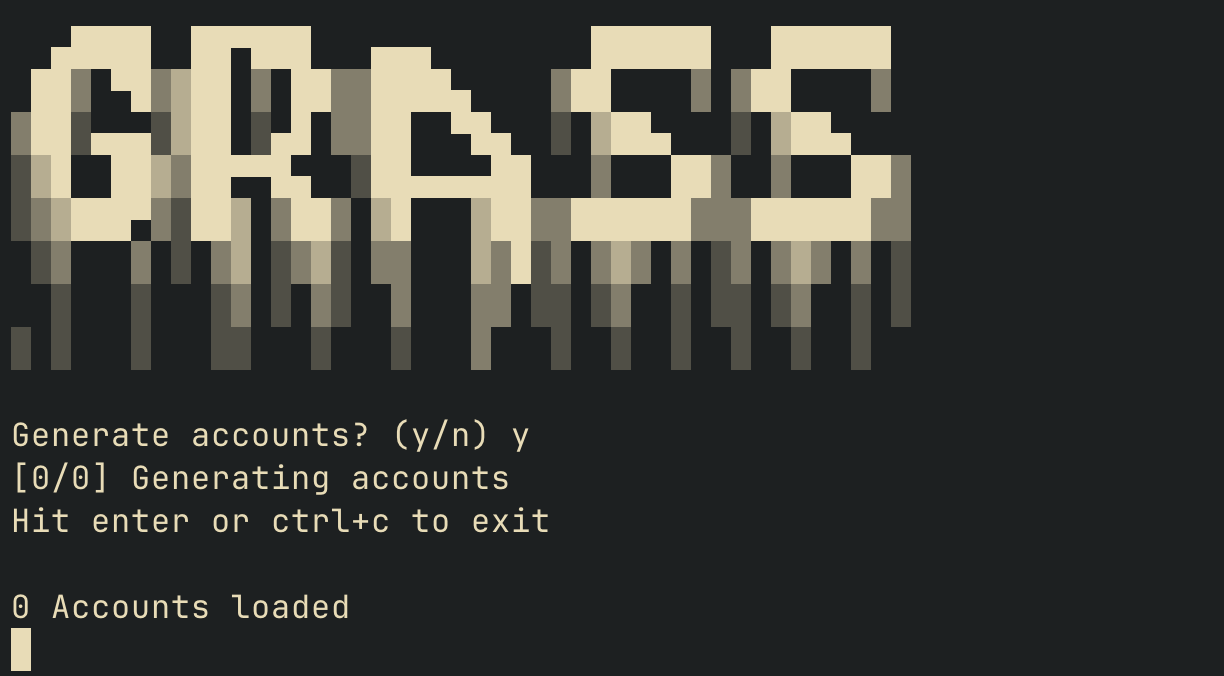 GRASS
Generate accounts? (y/n) y
[0/0] Generating accounts
Hit enter or ctrl+c to exit
0 Accounts loaded